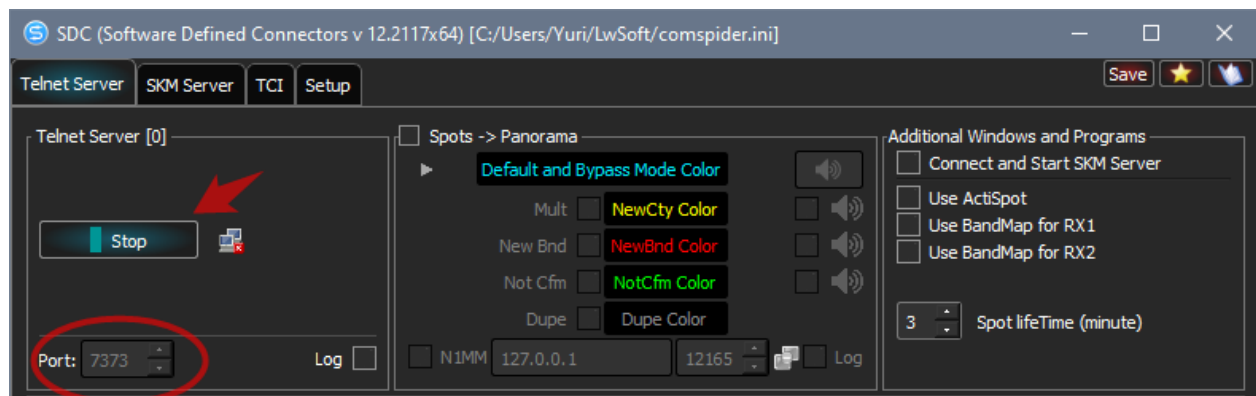 SDC (Software Defined Connectors v 12.2117x64) [C:/Users/Yuri/LwSoft/comspider.ini]
Telnet Server SKM Server TCI Setup Save
Telnet Server [0]
Stop
Port: 7373 Log
Spots -> Panorama
Default and Bypass Mode Color
Mult NewCty Color
New Bnd NewBnd Color
Not Cfm NotCfm Color
Dupe Dupe Color
N1MM 127.0.0.1 12165 Log
Additional Windows and Programs
Connect and Start SKM Server
Use ActiSpot
Use BandMap for RX1
Use BandMap for RX2
3 Spot lifeTime (minute)